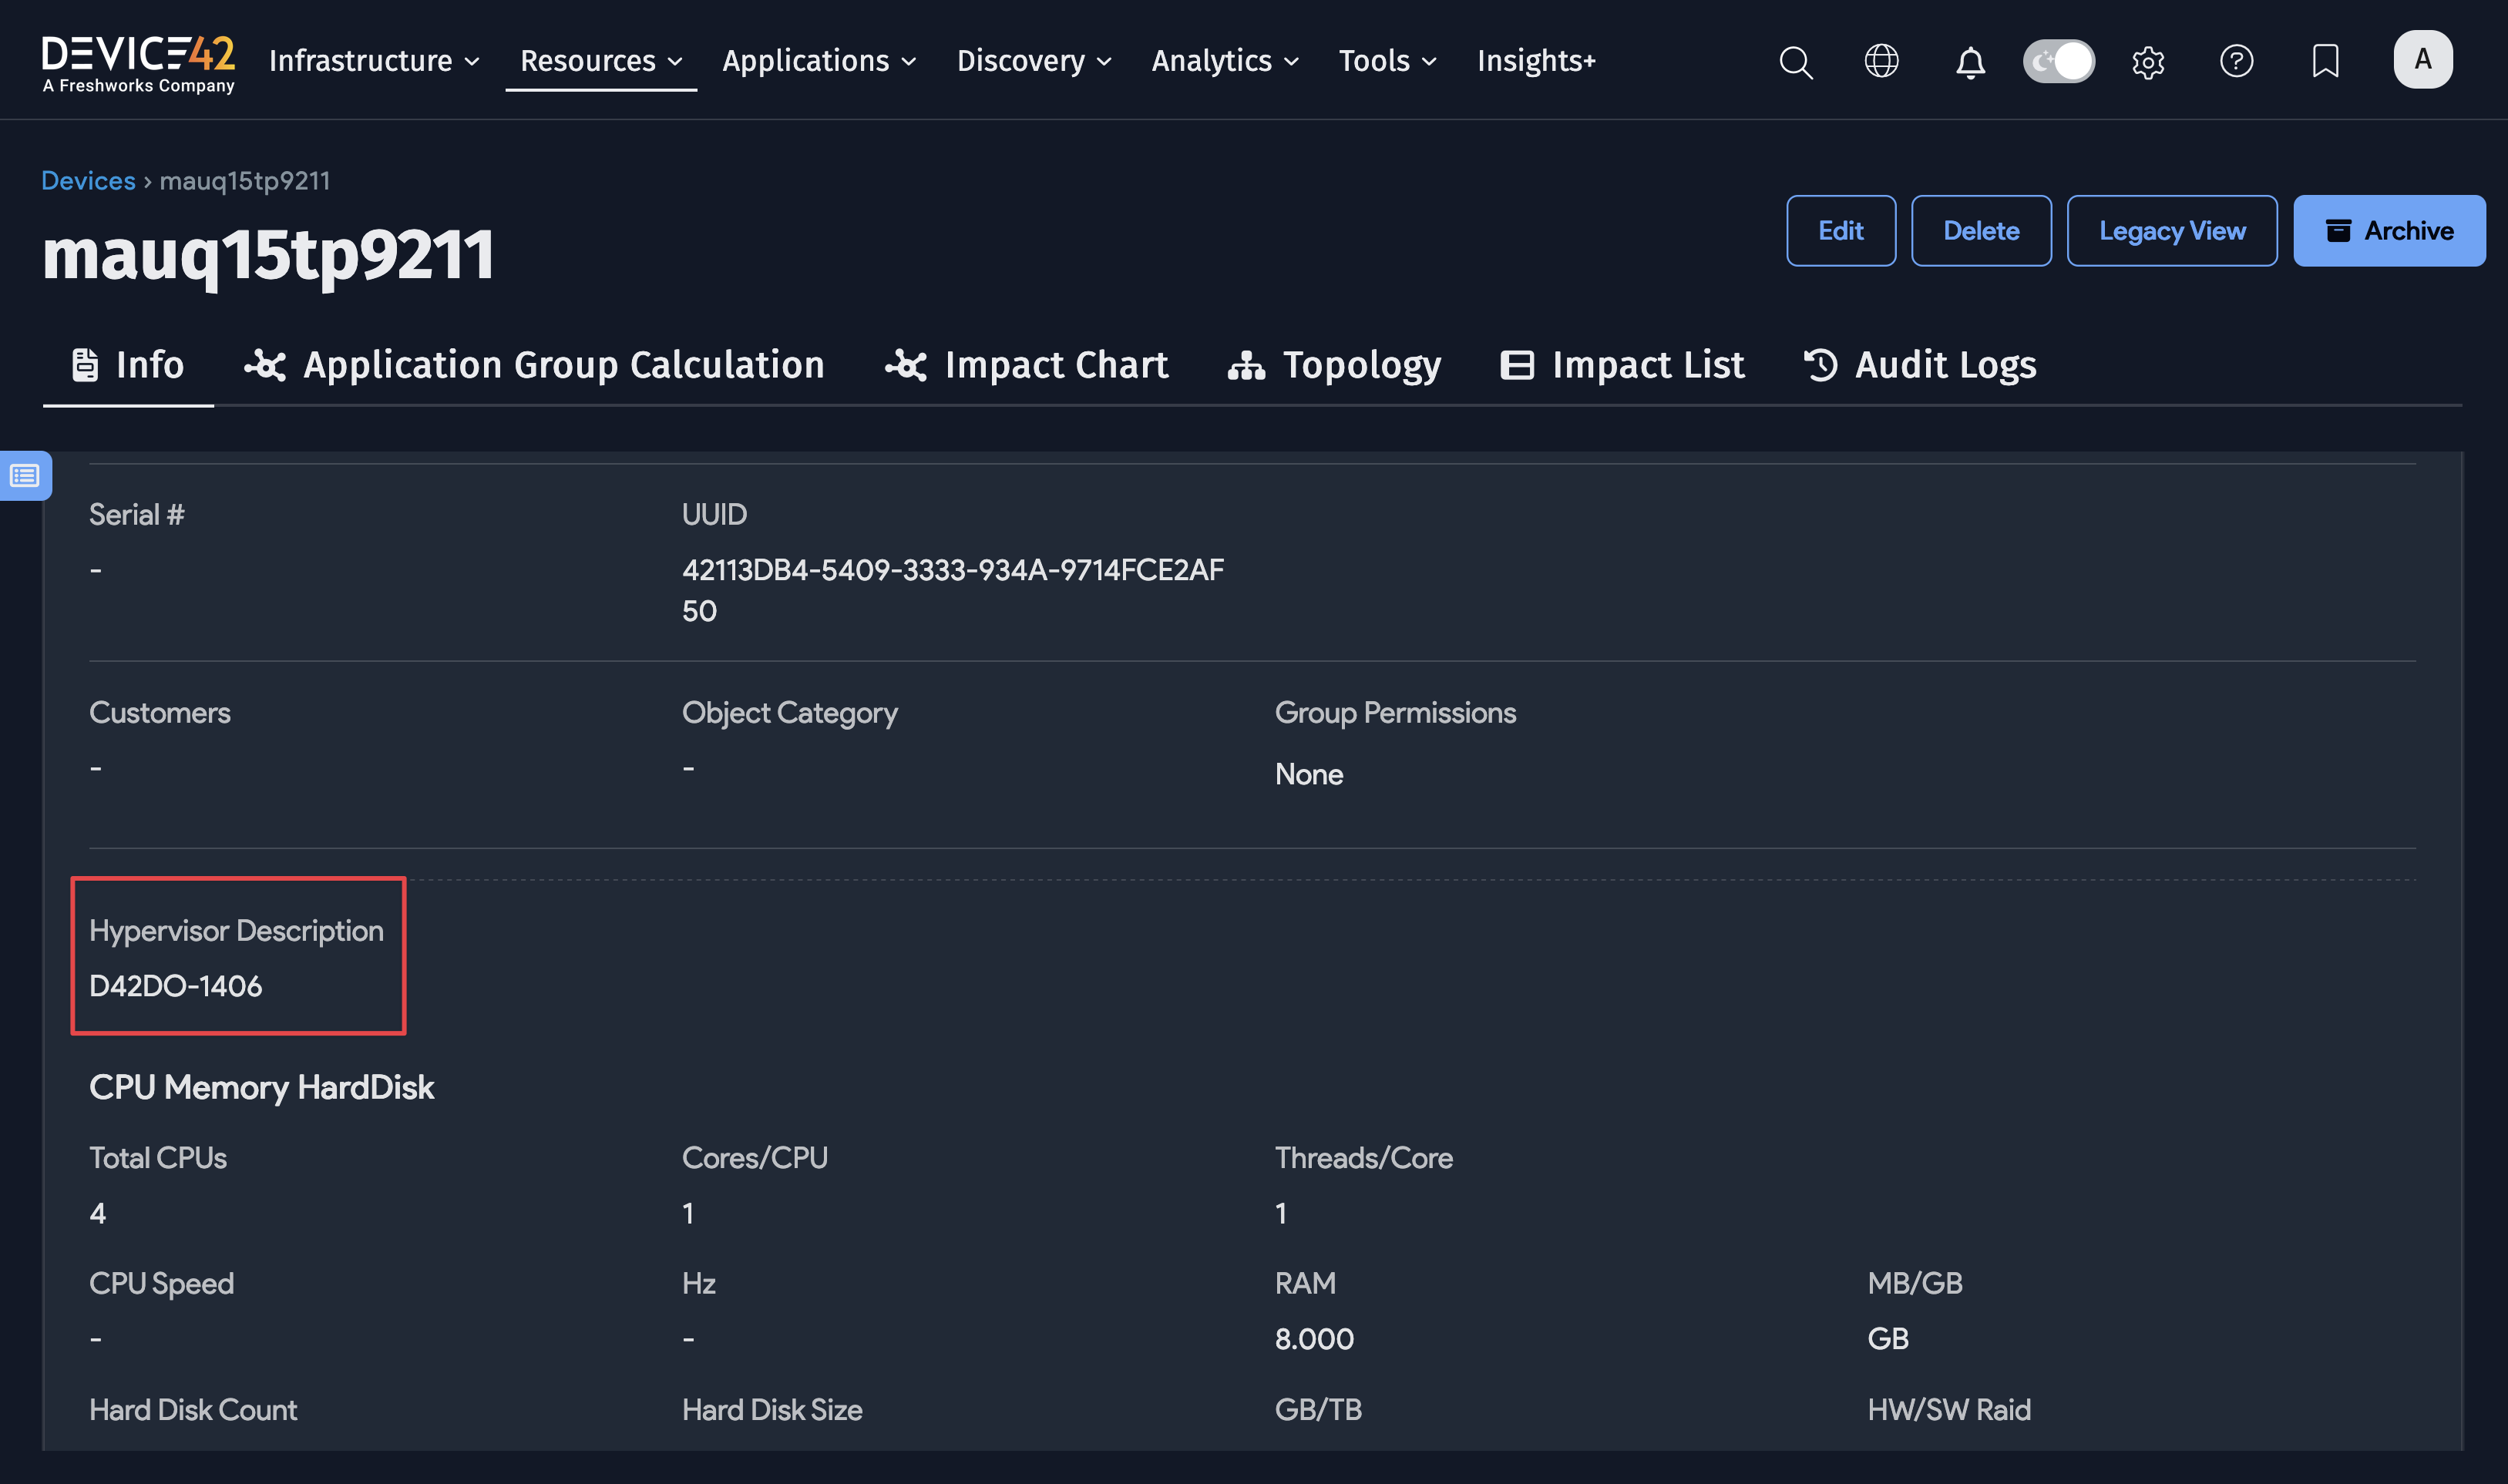 DEVICE42
A Freshworks Company
Infrastructure
Resources
Applications
Discovery
Analytics
Tools
Insights+
A
Devices › mauq15tp9211
mauq15tp9211
Edit
Delete
Legacy View
Archive
Info
Application Group Calculation
Impact Chart
Topology
Impact List
Audit Logs
Serial #
UUID
-
42113DB4-5409-3333-934A-9714FCE2AF
50
Customers
Object Category
Group Permissions
-
-
None
Hypervisor Description
D42DO-1406
CPU Memory HardDisk
Total CPUs
Cores/CPU
Threads/Core
4
1
1
CPU Speed
Hz
RAM
MB/GB
-
-
8.000
GB
Hard Disk Count
Hard Disk Size
GB/TB
HW/SW Raid